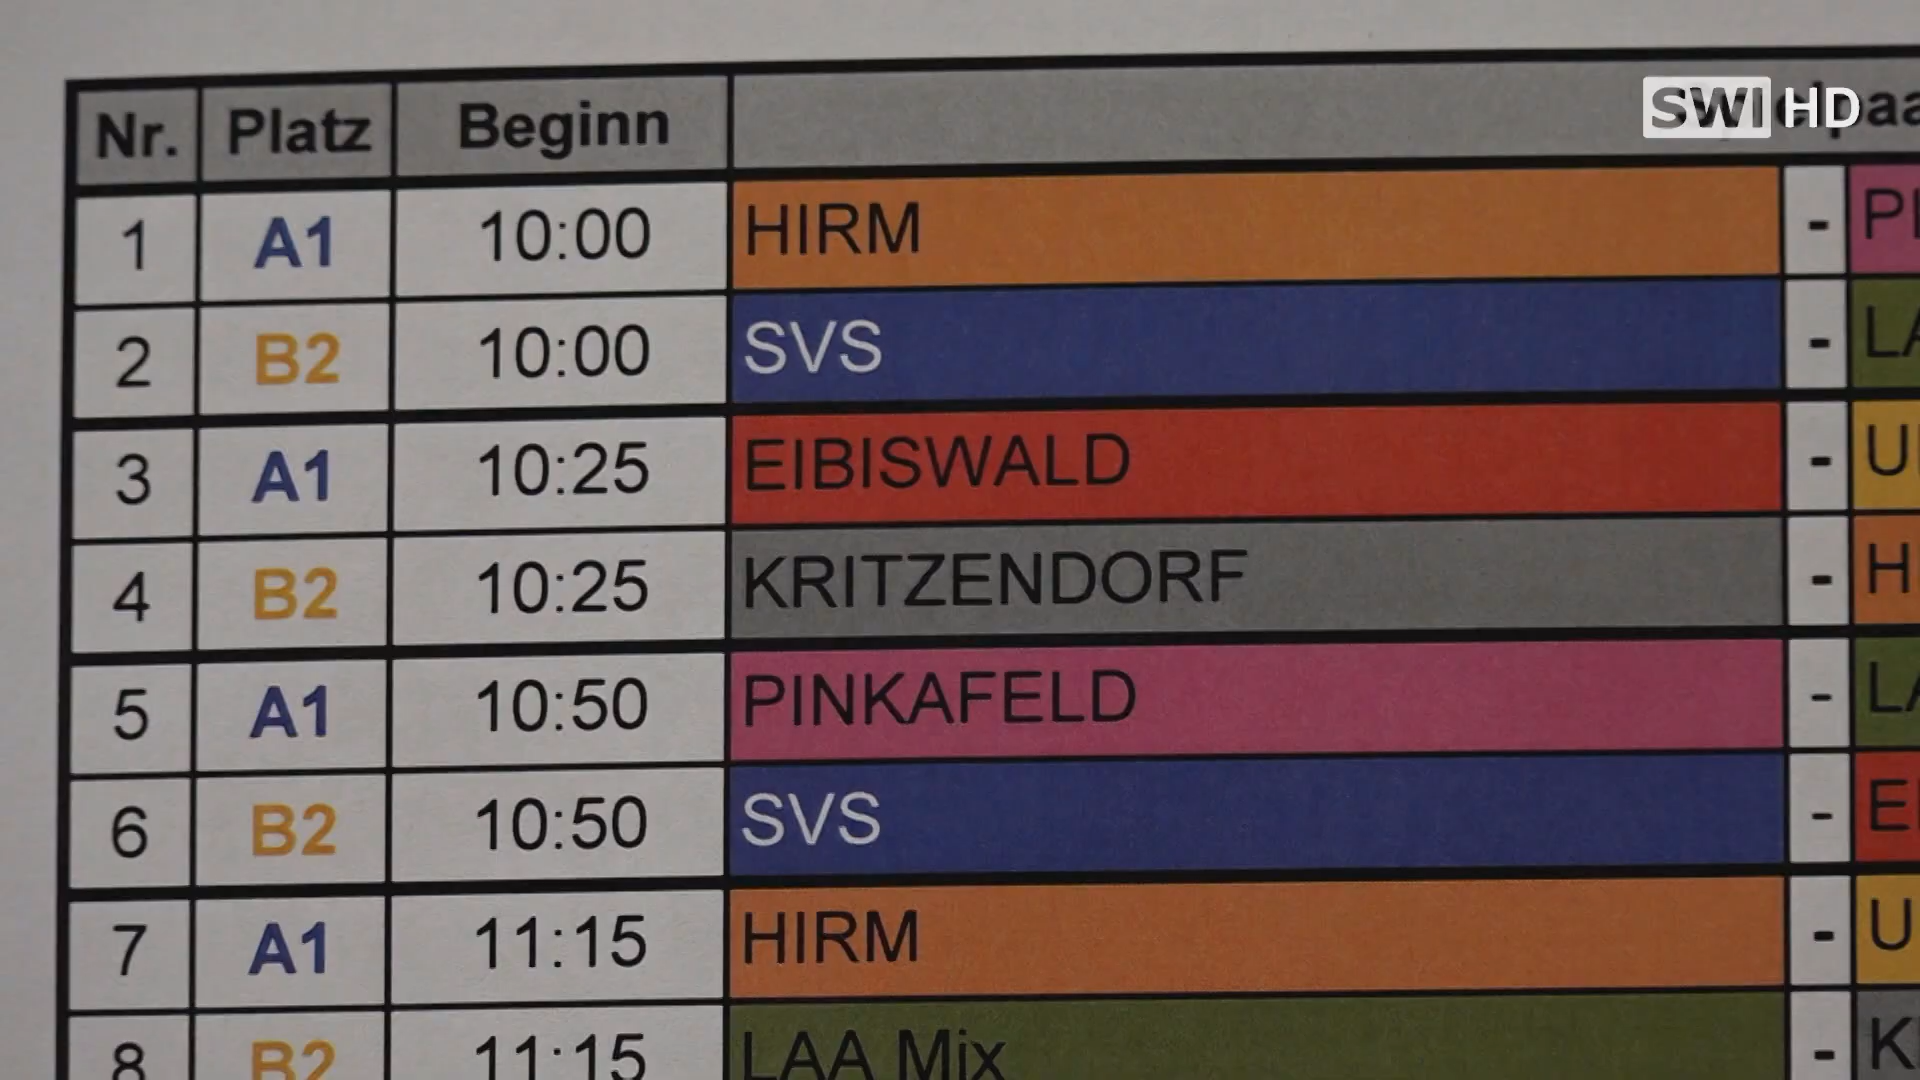 SWI HD
Nr. Platz Beginn
1 A1 10:00 HIRM -
2 B2 10:00 SVS -
3 A1 10:25 EIBISWALD -
4 B2 10:25 KRITZENDORF -
5 A1 10:50 PINKAFELD -
6 B2 10:50 SVS -
7 A1 11:15 HIRM -
8 B2 11:15 LAA Mix -